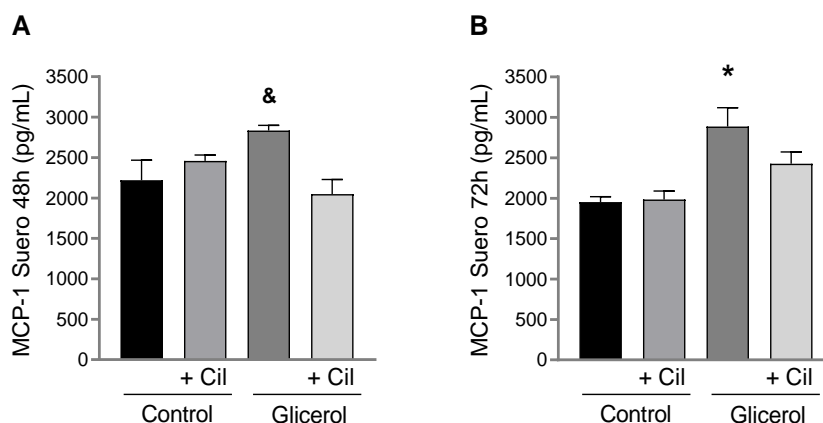 A
MCP-1 Suero 48h (pg/mL)
3500
3000
2500
2000
1500
1000
500
0
&
+ Cil
+ Cil
Control
Glicerol
B
MCP-1 Suero 72h (pg/mL)
3500
3000
2500
2000
1500
1000
500
0
*
+ Cil
+ Cil
Control
Glicerol